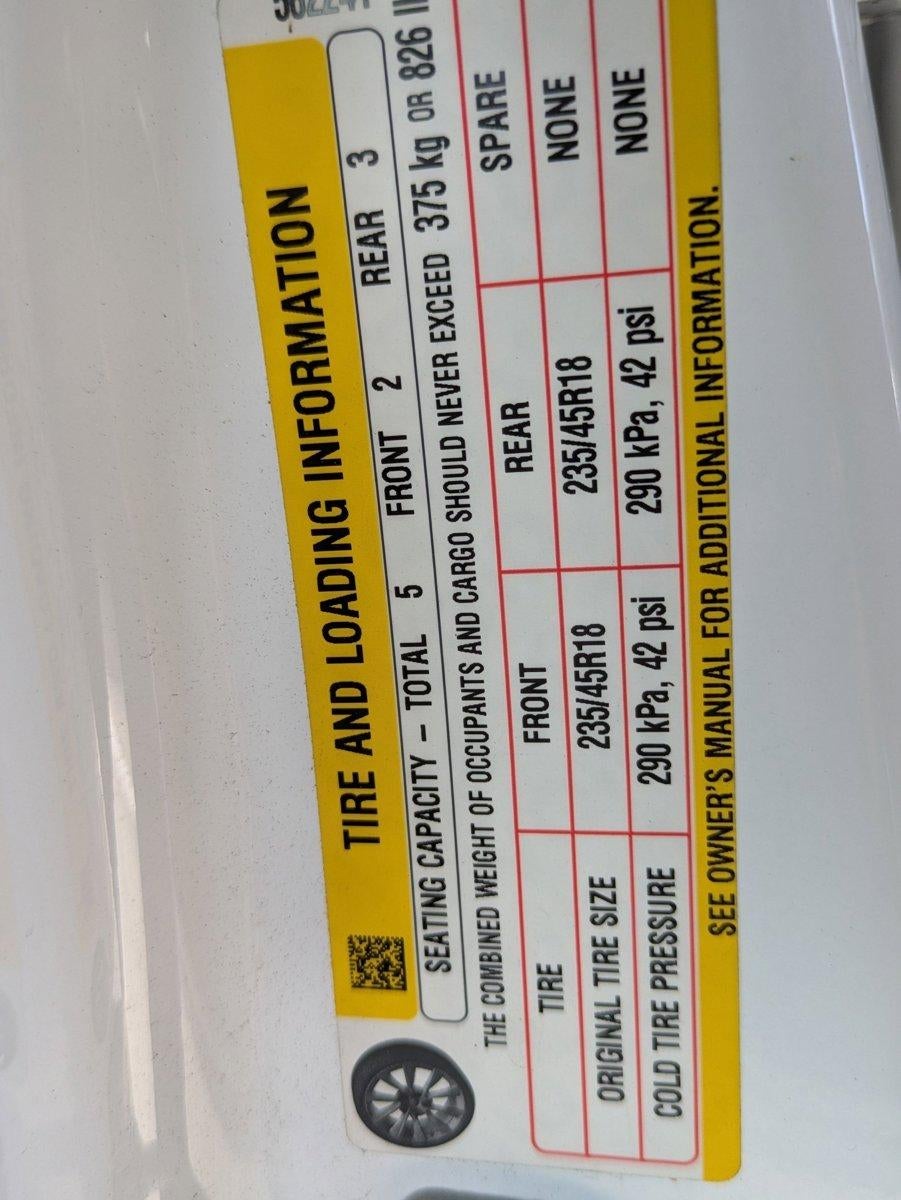 TIRE AND LOADING INFORMATION
SEATING CAPACITY – TOTAL 5 FRONT 2 REAR 3
THE COMBINED WEIGHT OF OCCUPANTS AND CARGO SHOULD NEVER EXCEED 375 kg OR 826
TIRE FRONT REAR SPARE
ORIGINAL TIRE SIZE 235/45R18 235/45R18 NONE
COLD TIRE PRESSURE 290 kPa, 42 psi 290 kPa, 42 psi NONE
SEE OWNER'S MANUAL FOR ADDITIONAL INFORMATION.